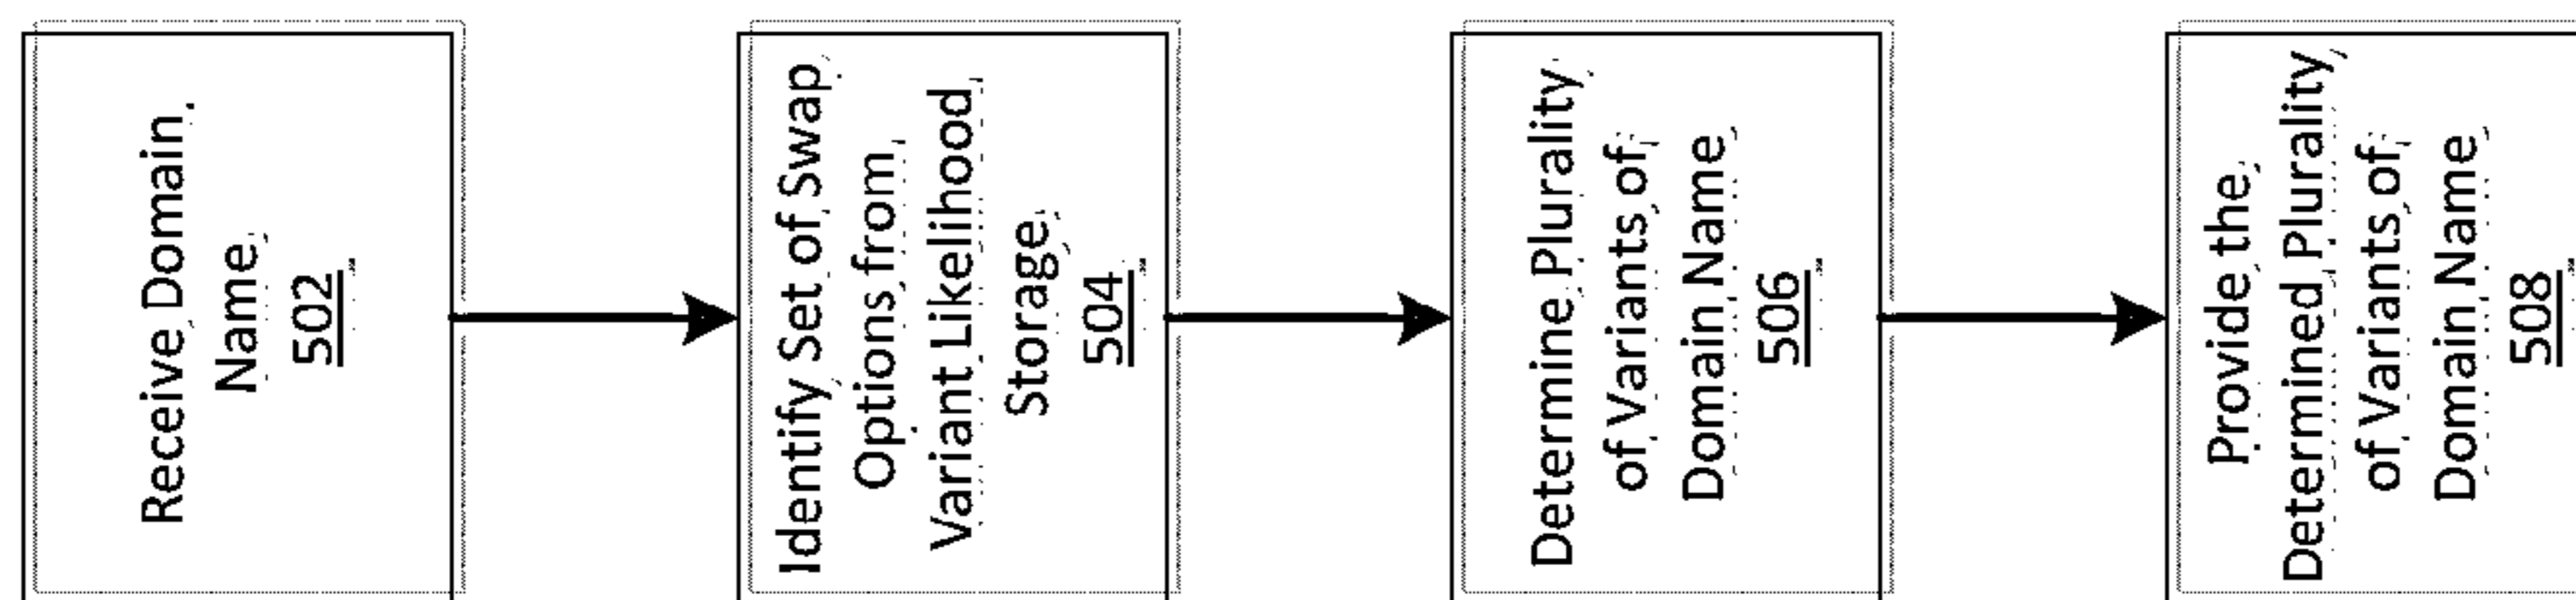 Receive Domain
Name
502
Identify Set of Swap
Options from
Variant Likelihood
Storage
504
Determine Plurality
of Variants of
Domain Name
506
Provide the
Determined Plurality
of Variants of
Domain Name
508